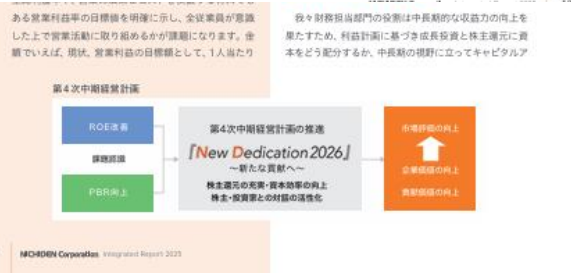 ある営業利益率の目標値を明確に示し、全従業員が意識
した上で営業活動に取り組めるかが課題になります。金
額でいえば、現状、営業利益の目標額として、1人当たり
我々財務担当部門の役割は中長期的な収益力の向上を
果たすため、利益計画に基づき成長投資と株主還元に資
本をどう配分するか、中長期の視野に立ってキャピタルア
第4次中期経営計画
ROE改善
課題認識
PBR向上
第4次中期経営計画の推進
『New Dedication2026』
〜新たな貢献へ〜
株主還元の充実・資本効率の向上
株主・投資家との対話の活性化
市場評価の向上
企業価値の向上
貢献価値の向上
NICHIDEN Corporation Integrated Report 2025